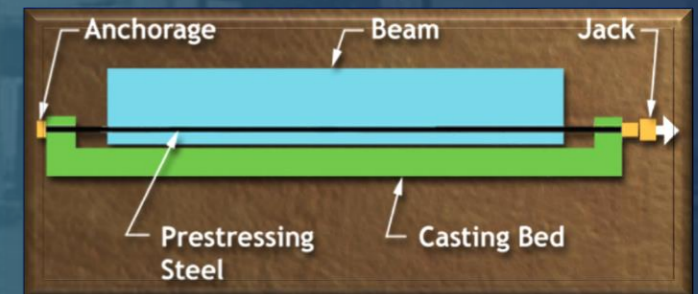 Anchorage
Beam
Jack
Prestressing
Steel
Casting Bed